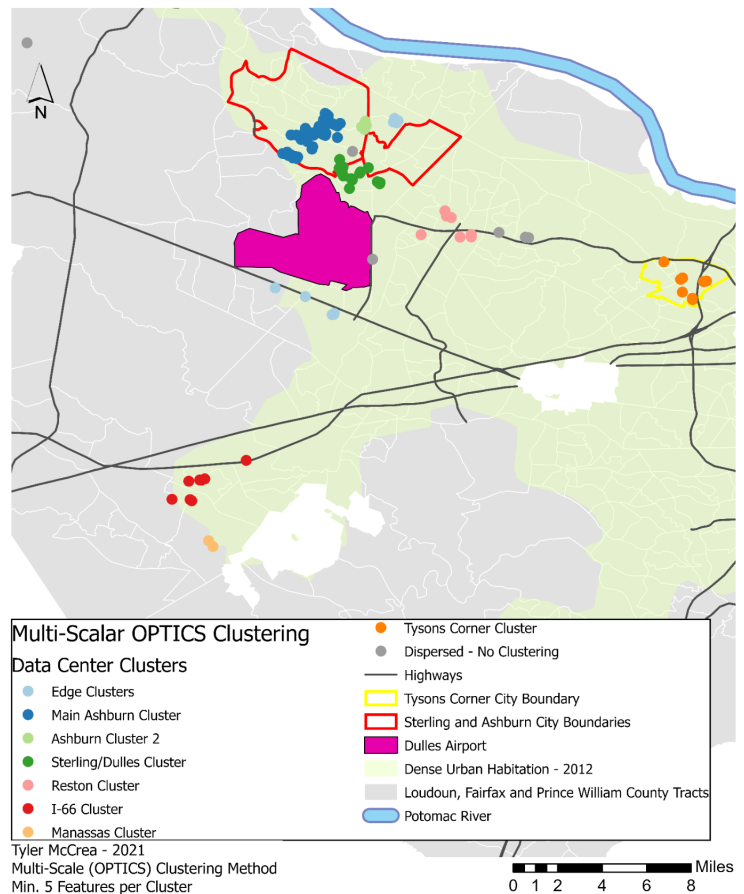 N
Multi-Scalar OPTICS Clustering
Data Center Clusters
Edge Clusters
Main Ashburn Cluster
Ashburn Cluster 2
Sterling/Dulles Cluster
Reston Cluster
I-66 Cluster
Manassas Cluster
Tysons Corner Cluster
Dispersed - No Clustering
Highways
Tysons Corner City Boundary
Sterling and Ashburn City Boundaries
Dulles Airport
Dense Urban Habitation - 2012
Loudoun, Fairfax and Prince William County Tracts
Potomac River
Tyler McCrea - 2021
Multi-Scale (OPTICS) Clustering Method
Min. 5 Features per Cluster
Miles
0 1 2 4 6 8